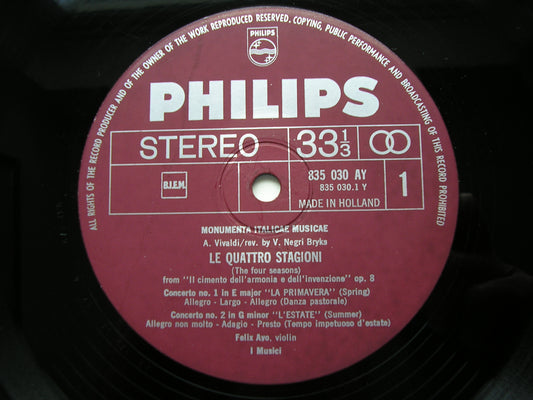 ALL RIGHTS OF THE RECORD PRODUCER AND OF THE OWNER OF THE WORK REPRODUCED RESERVED. COPYING, PUBLIC PERFORMANCE AND BROADCASTING OF THIS RECORD PROHIBITED
PHILIPS
PHILIPS
STEREO 33 1/3
B.I.E.M.
835 030 AY
835 030.1 Y
1
MADE IN HOLLAND
MONUMENTA ITALICAE MUSICAE
A. Vivaldi/rev. by V. Negri Bryks
LE QUATTRO STAGIONI
(The four seasons)
from "Il cimento dell'armonia e dell'invenzione" op. 8
Concerto no. 1 in E major "LA PRIMAVERA" (Spring)
Allegro - Largo - Allegro (Danza pastorale)
Concerto no. 2 in G minor "L'ESTATE" (Summer)
Allegro non molto - Adagio - Presto (Tempo impetuoso d'estate)
Felix Ayo, violin
I Musici